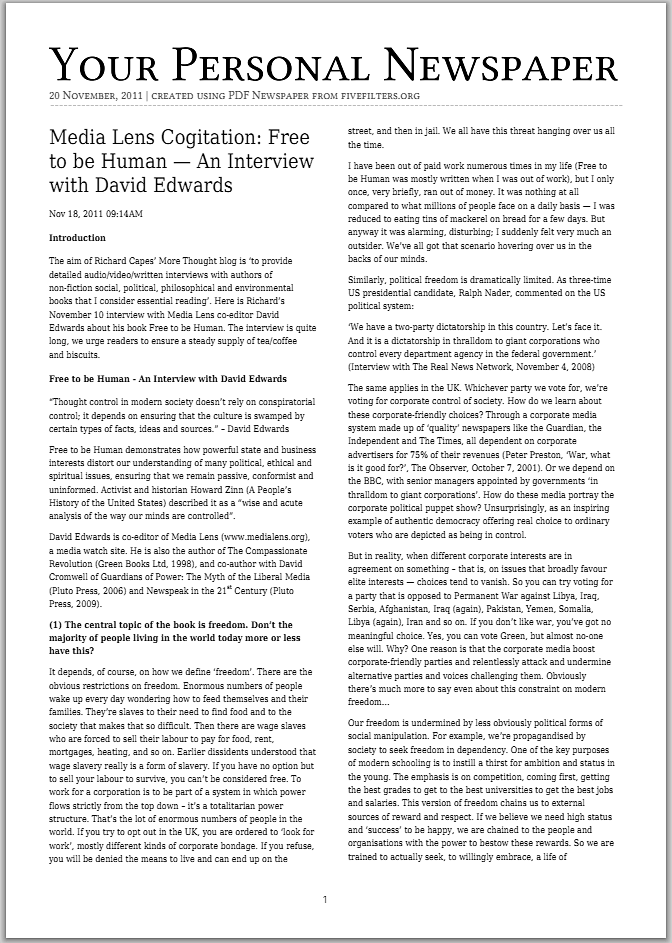 Your Personal Newspaper
20 November, 2011 | created using PDF Newspaper from fivefilters.org
Media Lens Cogitation: Free
to be Human — An Interview
with David Edwards
Nov 18, 2011 09:14AM
Introduction
The aim of Richard Capes’ More Thought blog is ‘to provide
detailed audio/video/written interviews with authors of
non-fiction social, political, philosophical and environmental
books that I consider essential reading’. Here is Richard’s
November 10 interview with Media Lens co-editor David
Edwards about his book Free to be Human. The interview is quite
long, we urge readers to ensure a steady supply of tea/coffee
and biscuits.
Free to be Human - An Interview with David Edwards
“Thought control in modern society doesn’t rely on conspiratorial
control; it depends on ensuring that the culture is swamped by
certain types of facts, ideas and sources.” – David Edwards
Free to be Human demonstrates how powerful state and business
interests distort our understanding of many political, ethical and
spiritual issues, ensuring that we remain passive, conformist and
uninformed. Activist and historian Howard Zinn (A People’s
History of the United States) described it as a “wise and acute
analysis of the way our minds are controlled”.
David Edwards is co-editor of Media Lens (www.medialens.org),
a media watch site. He is also the author of The Compassionate
Revolution (Green Books Ltd, 1998), and co-author with David
Cromwell of Guardians of Power: The Myth of the Liberal Media
(Pluto Press, 2006) and Newspeak in the 21st Century (Pluto
Press, 2009).
(1) The central topic of the book is freedom. Don’t the
majority of people living in the world today more or less
have this?
It depends, of course, on how we define ‘freedom’. There are the
obvious restrictions on freedom. Enormous numbers of people
wake up every day wondering how to feed themselves and their
families. They’re slaves to their need to find food and to the
society that makes that so difficult. Then there are wage slaves
who are forced to sell their labour to pay for food, rent,
mortgages, heating, and so on. Earlier dissidents understood that
wage slavery really is a form of slavery. If you have no option but
to sell your labour to survive, you can’t be considered free. To
work for a corporation is to be part of a system in which power
flows strictly from the top down – it’s a totalitarian power
structure. That’s the lot of enormous numbers of people in the
world. If you try to opt out in the UK, you are ordered to ‘look for
work’, mostly different kinds of corporate bondage. If you refuse,
you will be denied the means to live and can end up on the
street, and then in jail. We all have this threat hanging over us all
the time.
I have been out of paid work numerous times in my life (Free to
be Human was mostly written when I was out of work), but I only
once, very briefly, ran out of money. It was nothing at all
compared to what millions of people face on a daily basis — I was
reduced to eating tins of mackerel on bread for a few days. But
anyway it was alarming, disturbing; I suddenly felt very much an
outsider. We’ve all got that scenario hovering over us in the
backs of our minds.
Similarly, political freedom is dramatically limited. As three-time
US presidential candidate, Ralph Nader, commented on the US
political system:
‘We have a two-party dictatorship in this country. Let’s face it.
And it is a dictatorship in thralldom to giant corporations who
control every department agency in the federal government.’
(Interview with The Real News Network, November 4, 2008)
The same applies in the UK. Whichever party we vote for, we’re
voting for corporate control of society. How do we learn about
these corporate-friendly choices? Through a corporate media
system made up of ‘quality’ newspapers like the Guardian, the
Independent and The Times, all dependent on corporate
advertisers for 75% of their revenues (Peter Preston, ‘War, what
is it good for?’, The Observer, October 7, 2001). Or we depend on
the BBC, with senior managers appointed by governments ‘in
thralldom to giant corporations’. How do these media portray the
corporate political puppet show? Unsurprisingly, as an inspiring
example of authentic democracy offering real choice to ordinary
voters who are depicted as being in control.
But in reality, when different corporate interests are in
agreement on something – that is, on issues that broadly favour
elite interests — choices tend to vanish. So you can try voting for
a party that is opposed to Permanent War against Libya, Iraq,
Serbia, Afghanistan, Iraq (again), Pakistan, Yemen, Somalia,
Libya (again), Iran and so on. If you don’t like war, you’ve got no
meaningful choice. Yes, you can vote Green, but almost no-one
else will. Why? One reason is that the corporate media boost
corporate-friendly parties and relentlessly attack and undermine
alternative parties and voices challenging them. Obviously
there’s much more to say even about this constraint on modern
freedom…
Our freedom is undermined by less obviously political forms of
social manipulation. For example, we’re propagandised by
society to seek freedom in dependency. One of the key purposes
of modern schooling is to instill a thirst for ambition and status in
the young. The emphasis is on competition, coming first, getting
the best grades to get to the best universities to get the best jobs
and salaries. This version of freedom chains us to external
sources of reward and respect. If we believe we need high status
and ‘success’ to be happy, we are chained to the people and
organisations with the power to bestow these rewards. So we are
trained to actually seek, to willingly embrace, a life of
1